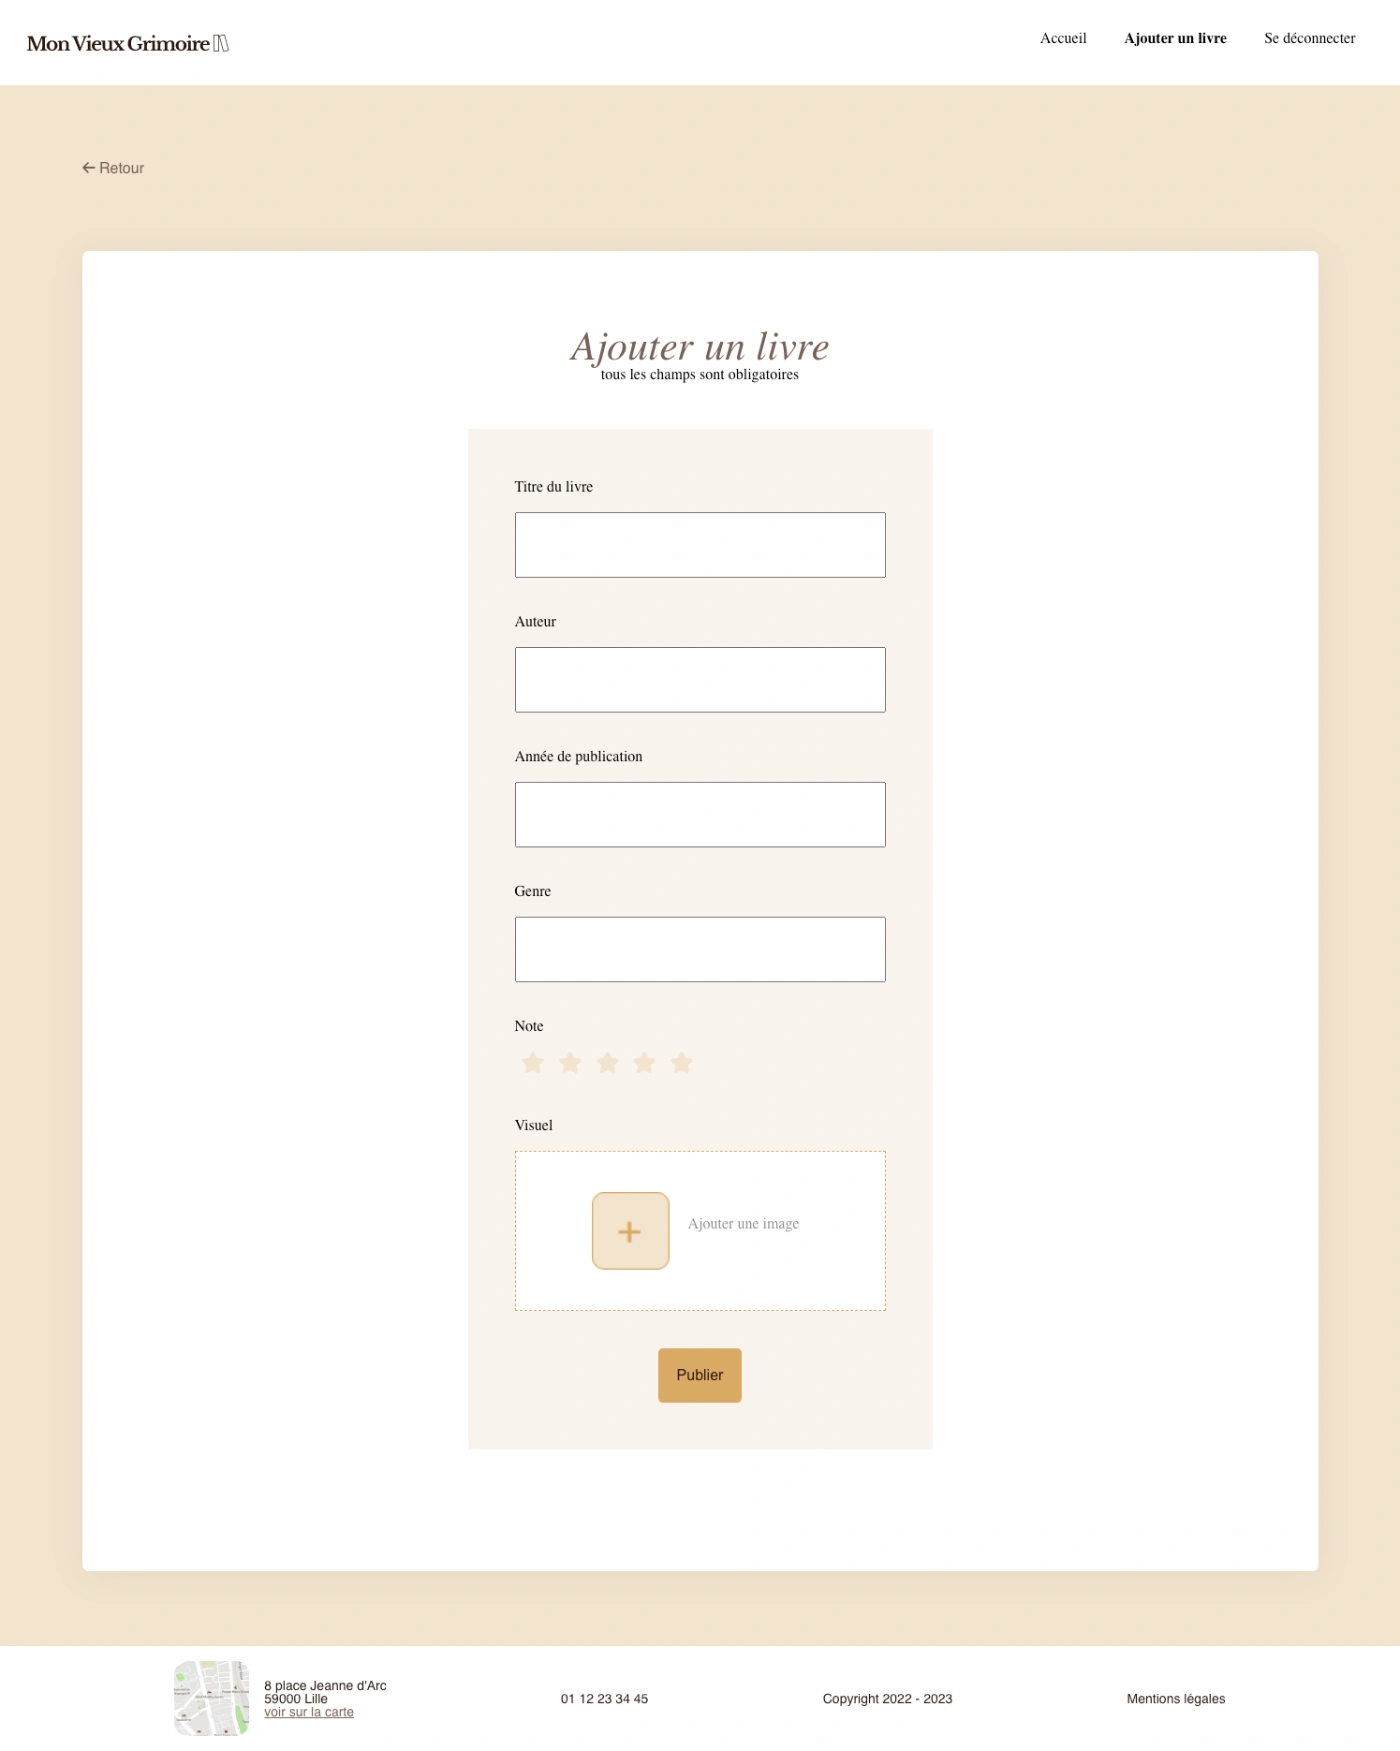 Mon Vieux Grimoire
Accueil
Ajouter un livre
Se déconnecter
Retour
Ajouter un livre
tous les champs sont obligatoires
Titre du livre
Auteur
Année de publication
Genre
Note
Visuel
Ajouter une image
Publier
8 place Jeanne d'Arc
59000 Lille
voir sur la carte
01 12 23 34 45
Copyright 2022 - 2023
Mentions légales